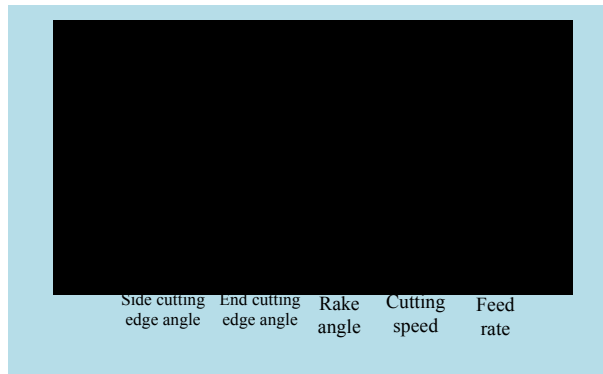 Side cutting
edge angle
End cutting
edge angle
Rake
angle
Cutting
speed
Feed
rate